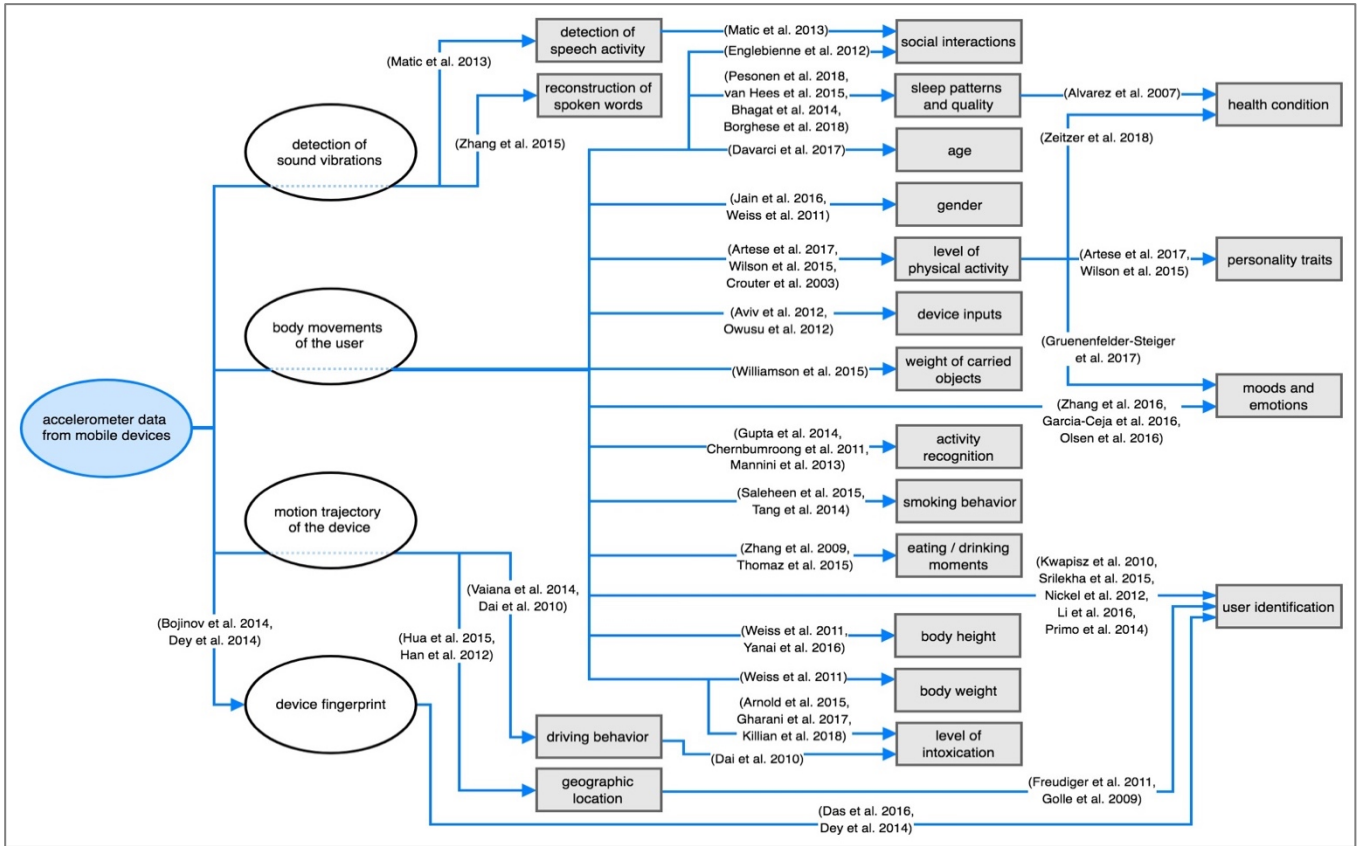 accelerometer data
from mobile devices
detection of
sound vibrations
body movements
of the user
motion trajectory
of the device
device fingerprint
(Bojinov et al. 2014,
Dey et al. 2014)
(Matic et al. 2013)
(Zhang et al. 2015)
detection of
speech activity
reconstruction of
spoken words
(Vaiana et al. 2014,
Dai et al. 2010)
(Hua et al. 2015,
Han et al. 2012)
driving behavior
geographic
location
(Matic et al. 2013)
(Englebienne et al. 2012)
social interactions
(Pesonen et al. 2018,
van Hees et al. 2015,
Bhagat et al. 2014,
Borghese et al. 2018)
sleep patterns
and quality
(Davarci et al. 2017)
age
(Jain et al. 2016,
Weiss et al. 2011)
gender
(Artese et al. 2017,
Wilson et al. 2015,
Crouter et al. 2003)
level of
physical activity
(Aviv et al. 2012,
Owusu et al. 2012)
device inputs
(Williamson et al. 2015)
weight of carried
objects
(Gupta et al. 2014,
Chernbumroong et al. 2011,
Mannini et al. 2013)
activity
recognition
(Saleheen et al. 2015,
Tang et al. 2014)
smoking behavior
(Zhang et al. 2009,
Thomaz et al. 2015)
eating / drinking
moments
(Weiss et al. 2011,
Yanai et al. 2016)
body height
(Weiss et al. 2011)
body weight
(Arnold et al. 2015,
Gharani et al. 2017,
Killian et al. 2018)
level of
intoxication
(Dai et al. 2010)
(Alvarez et al. 2007)
health condition
(Zeitzer et al. 2018)
(Artese et al. 2017,
Wilson et al. 2015)
personality traits
(Gruenenfelder-Steiger
et al. 2017)
moods and
emotions
(Zhang et al. 2016,
Garcia-Ceja et al. 2016,
Olsen et al. 2016)
(Kwapisz et al. 2010,
Srilekha et al. 2015,
Nickel et al. 2012,
Li et al. 2016,
Primo et al. 2014)
user identification
(Freudiger et al. 2011,
Golle et al. 2009)
(Das et al. 2016,
Dey et al. 2014)